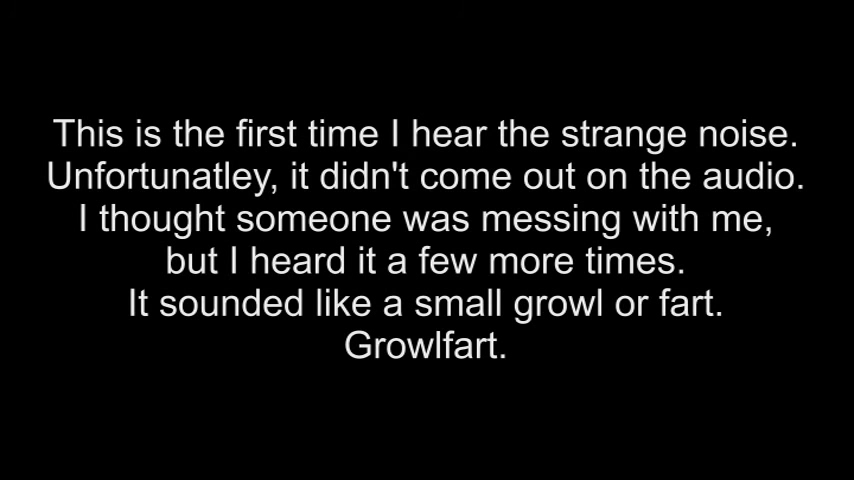 This is the first time I hear the strange noise.
Unfortunatley, it didn't come out on the audio.
I thought someone was messing with me,
but I heard it a few more times.
It sounded like a small growl or fart.
Growlfart.